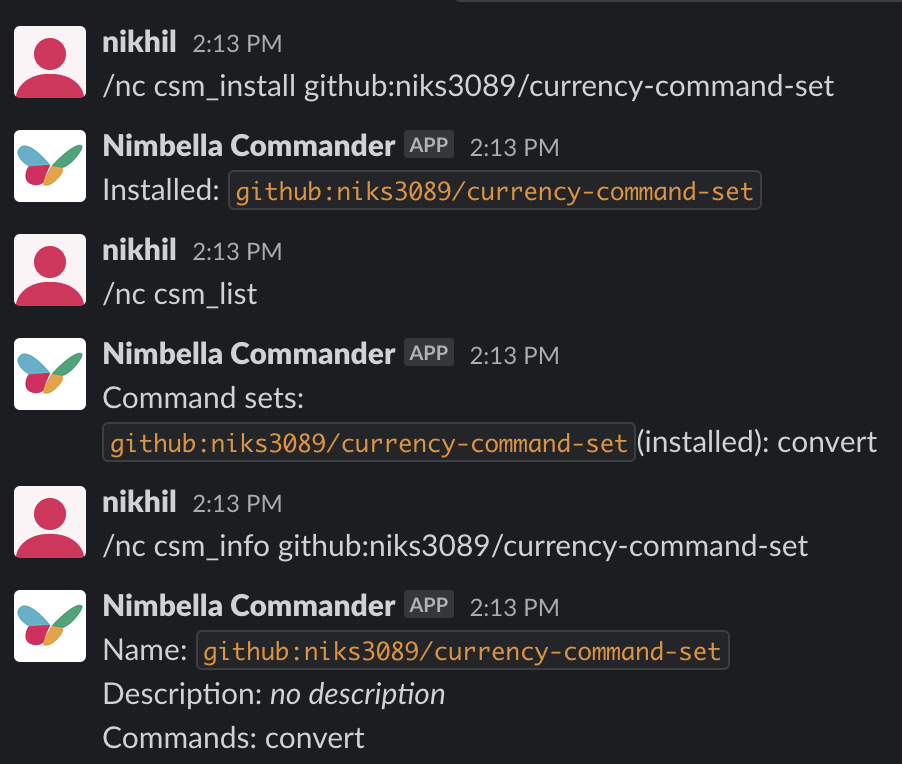 nikhil 2:13 PM
/nc csm_install github:niks3089/currency-command-set
Nimbella Commander APP 2:13 PM
Installed: github:niks3089/currency-command-set
nikhil 2:13 PM
/nc csm_list
Nimbella Commander APP 2:13 PM
Command sets:
github:niks3089/currency-command-set(installed): convert
nikhil 2:13 PM
/nc csm_info github:niks3089/currency-command-set
Nimbella Commander APP 2:13 PM
Name: github:niks3089/currency-command-set
Description: no description
Commands: convert